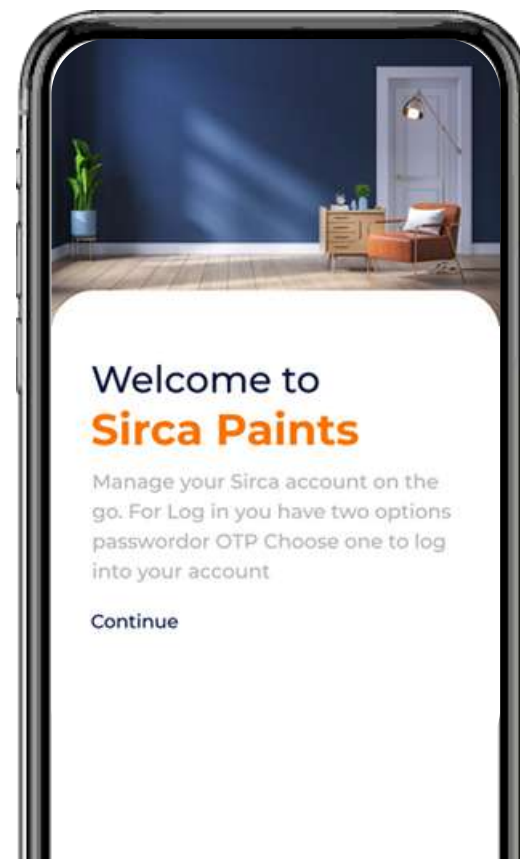 Welcome to
Sirca Paints
Manage your Sirca account on the
go. For Log in you have two options
passwordor OTP Choose one to log
into your account
Continue